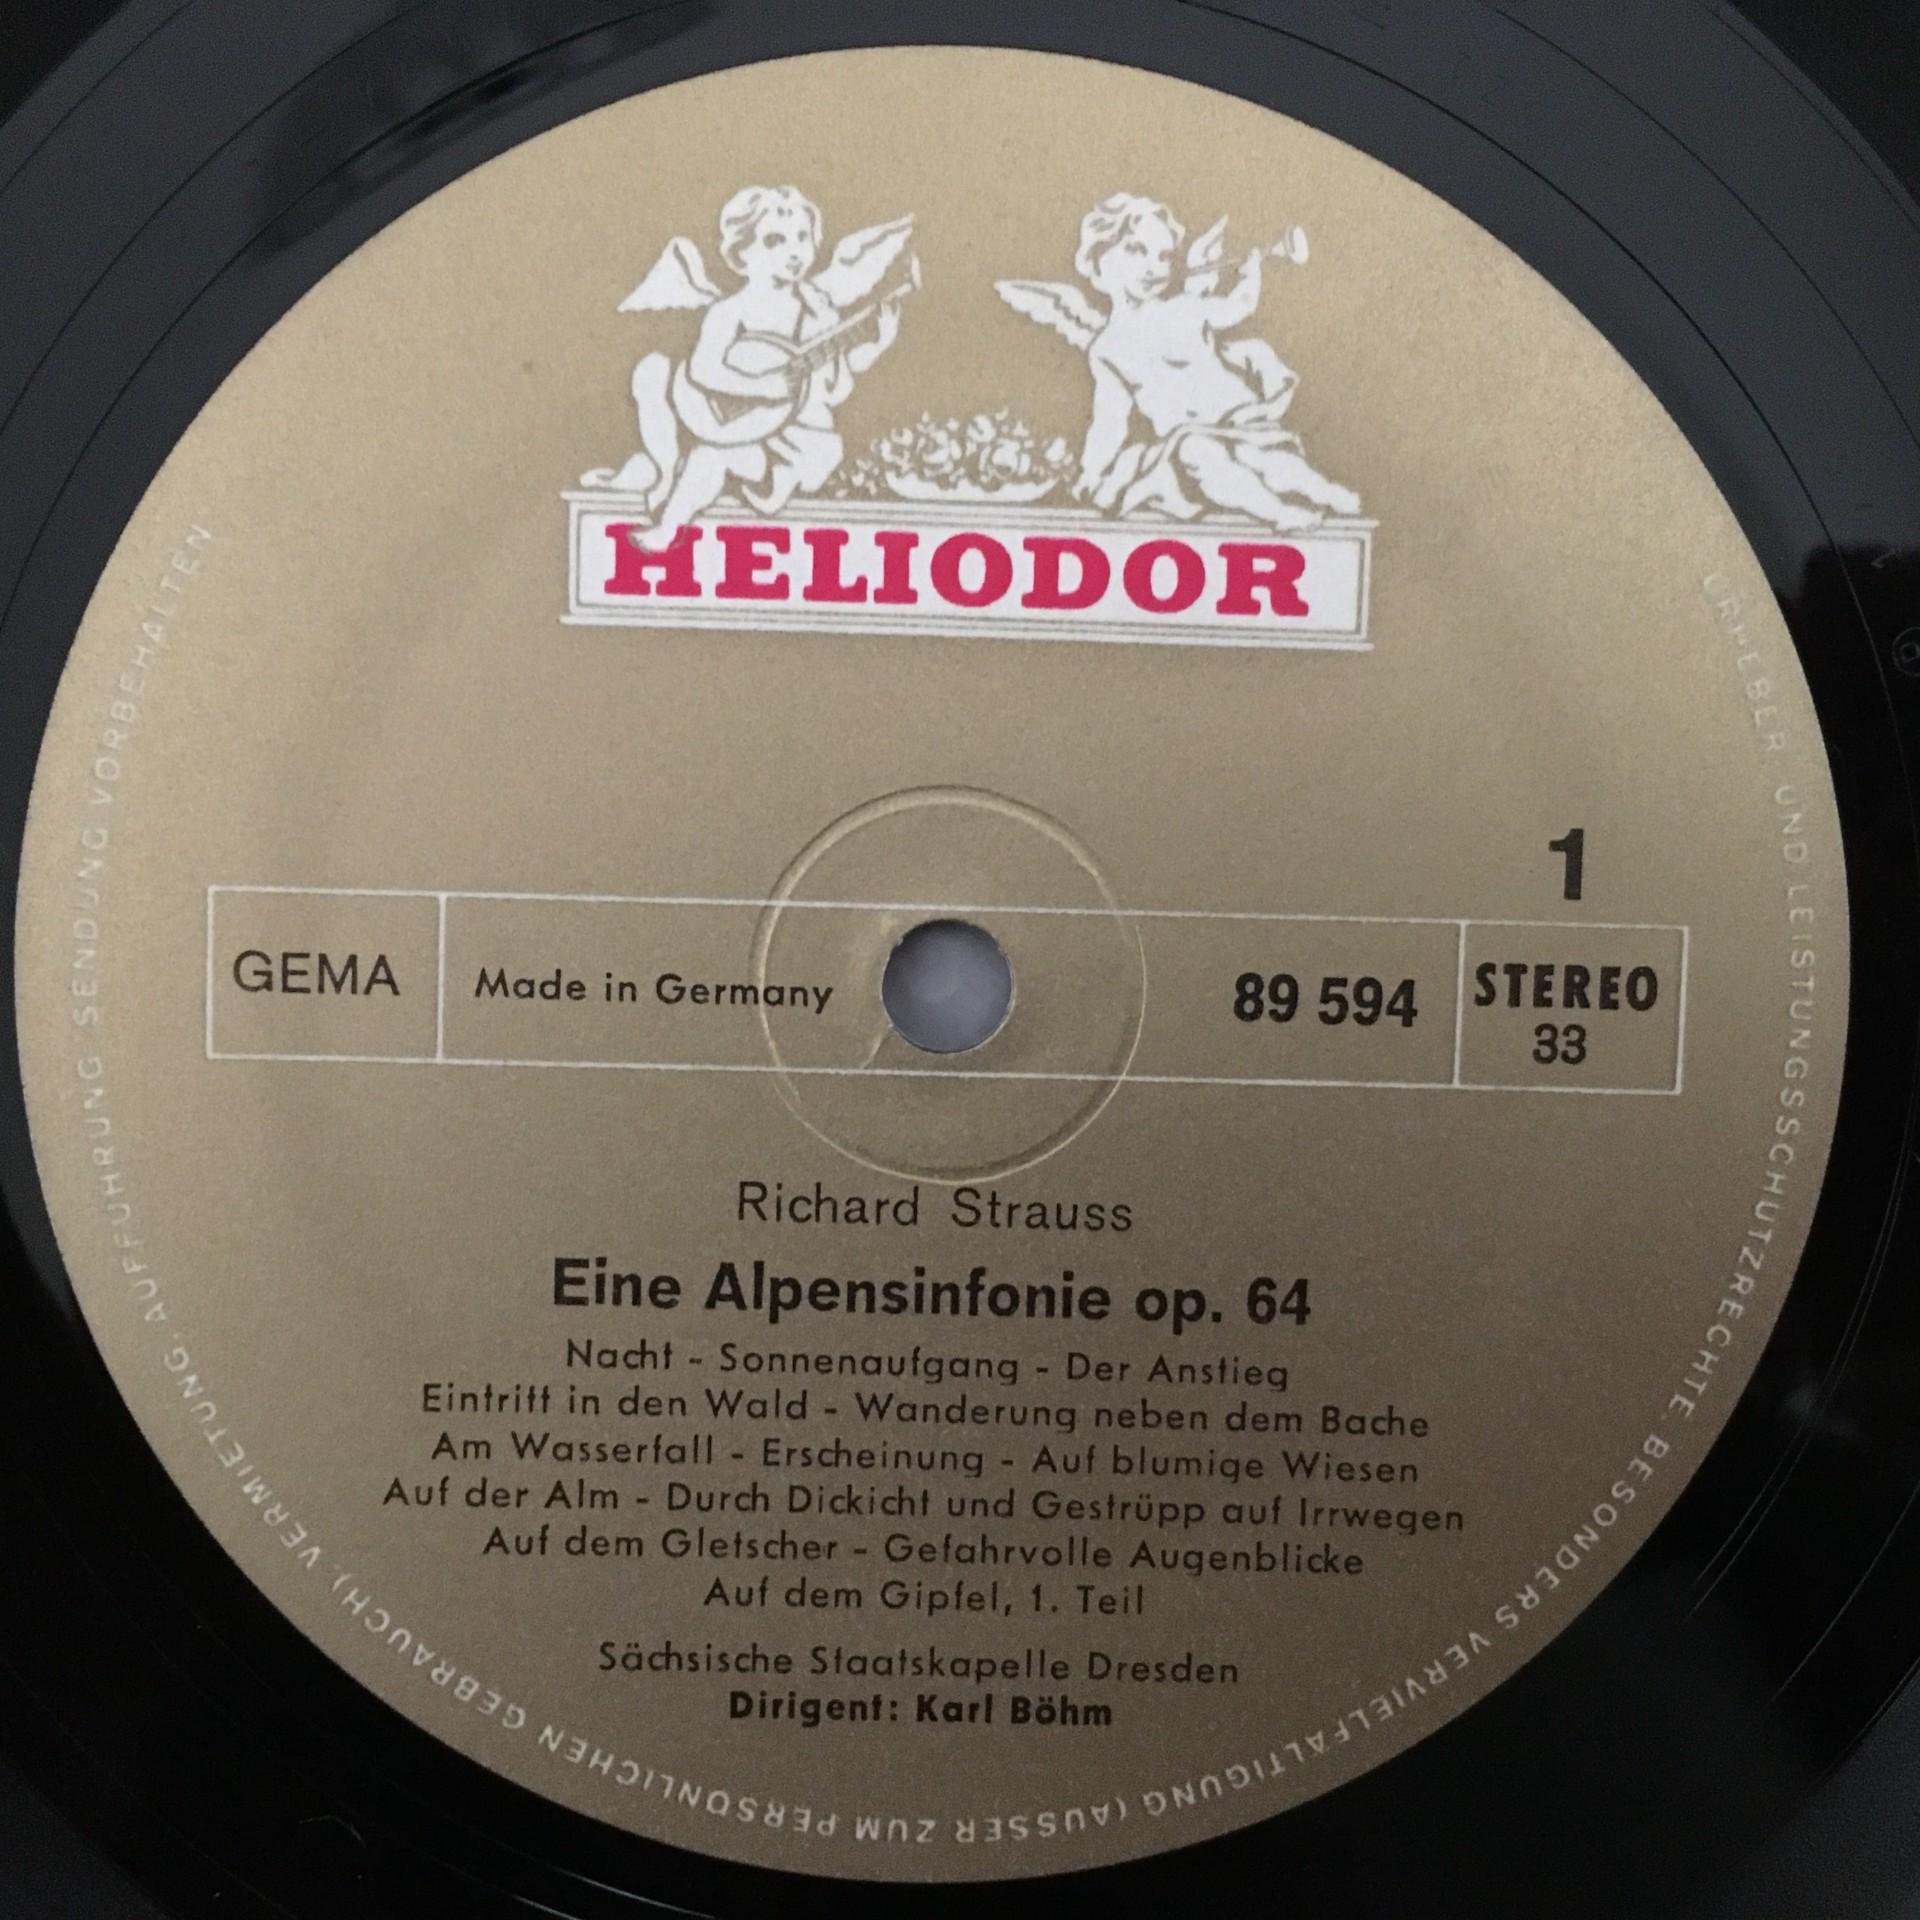 HELIODOR
1
GEMA
Made in Germany
89 594
STEREO
33
Richard Strauss
Eine Alpensinfonie op. 64
Nacht - Sonnenaufgang - Der Anstieg
Eintritt in den Wald - Wanderung neben dem Bache
Am Wasserfall - Erscheinung - Auf blumige Wiesen
Auf der Alm - Durch Dickicht und Gestrüpp auf Irrwegen
Auf dem Gletscher - Gefahrvolle Augenblicke
Auf dem Gipfel, 1. Teil
Sächsische Staatskapelle Dresden
Dirigent: Karl Böhm
URHEBER UND LEISTUNGSSCHUTZRECHTE. BESONDERS VERVIELFÄLTIGUNG (AUSSER ZUM PERSÖNLICHEN GEBRAUCH), VERMIETUNG, AUFFÜHRUNG SENDUNG VORBEHALTEN